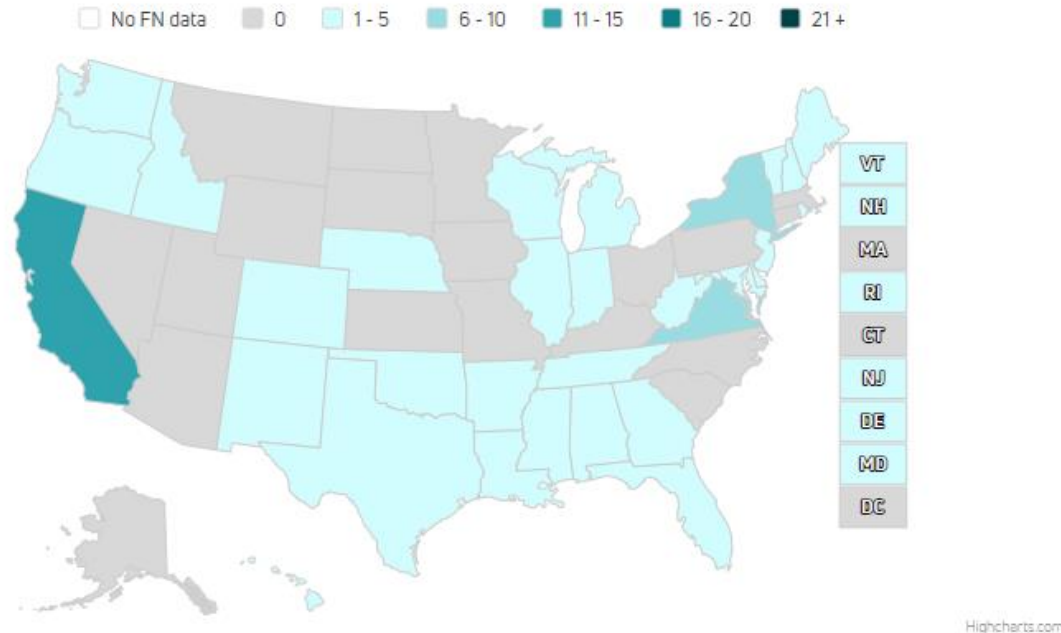 No FN data 0 1 - 5 6 - 10 11 - 15 16 - 20 21 +
VT
NH
MA
RI
CT
NJ
DE
MD
DC
Highcharts.com